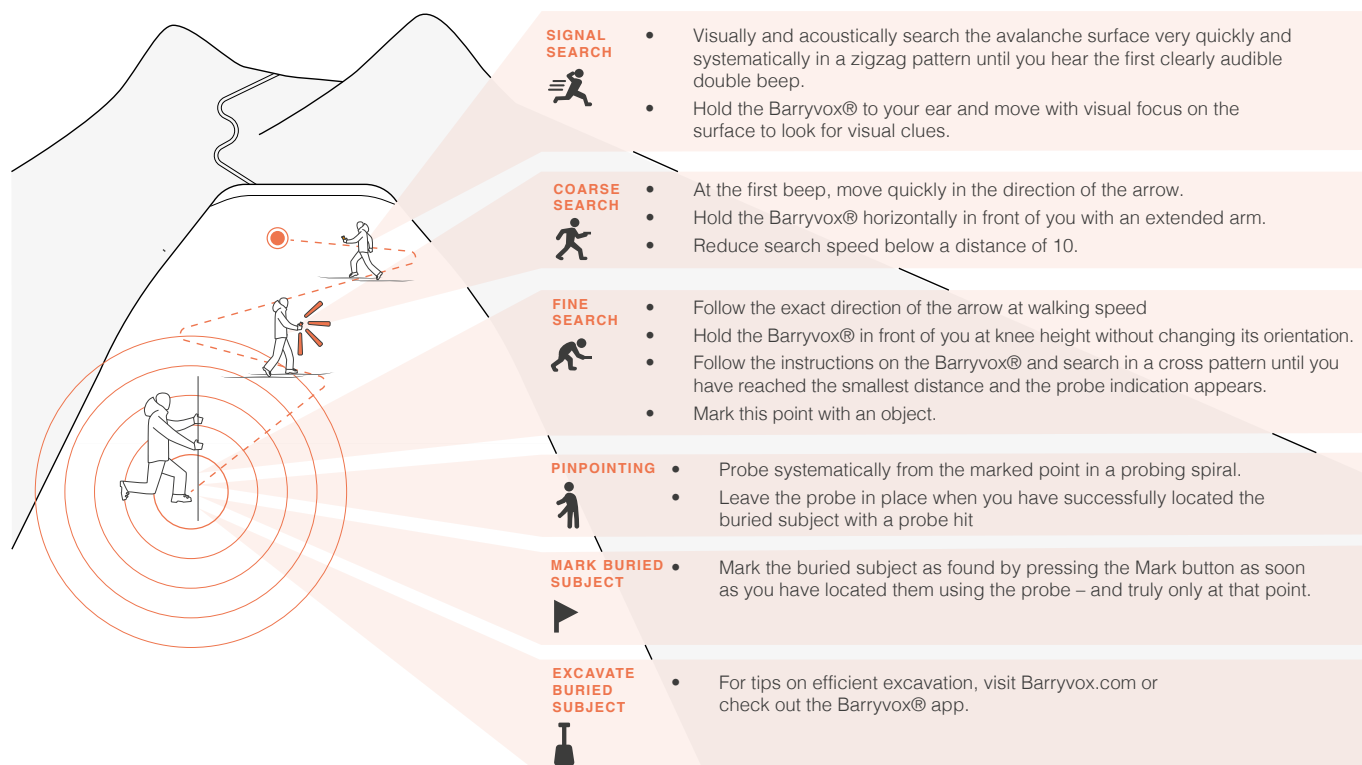 SIGNAL
SEARCH
• Visually and acoustically search the avalanche surface very quickly and
systematically in a zigzag pattern until you hear the first clearly audible
double beep.
• Hold the Barryvox® to your ear and move with visual focus on the
surface to look for visual clues.
COARSE
SEARCH
• At the first beep, move quickly in the direction of the arrow.
• Hold the Barryvox® horizontally in front of you with an extended arm.
• Reduce search speed below a distance of 10.
FINE
SEARCH
• Follow the exact direction of the arrow at walking speed
• Hold the Barryvox® in front of you at knee height without changing its orientation.
• Follow the instructions on the Barryvox® and search in a cross pattern until you
have reached the smallest distance and the probe indication appears.
• Mark this point with an object.
PINPOINTING
• Probe systematically from the marked point in a probing spiral.
• Leave the probe in place when you have successfully located the
buried subject with a probe hit
MARK BURIED
SUBJECT
• Mark the buried subject as found by pressing the Mark button as soon
as you have located them using the probe – and truly only at that point.
EXCAVATE
BURIED
SUBJECT
• For tips on efficient excavation, visit Barryvox.com or
check out the Barryvox® app.